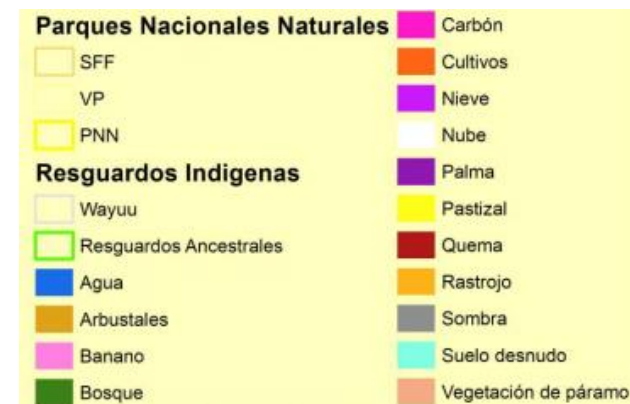 Parques Nacionales Naturales
SFF
VP
PNN
Resguardos Indigenas
Wayuu
Resguardos Ancestrales
Agua
Arbustales
Banano
Bosque
Carbón
Cultivos
Nieve
Nube
Palma
Pastizal
Quema
Rastrojo
Sombra
Suelo desnudo
Vegetación de páramo